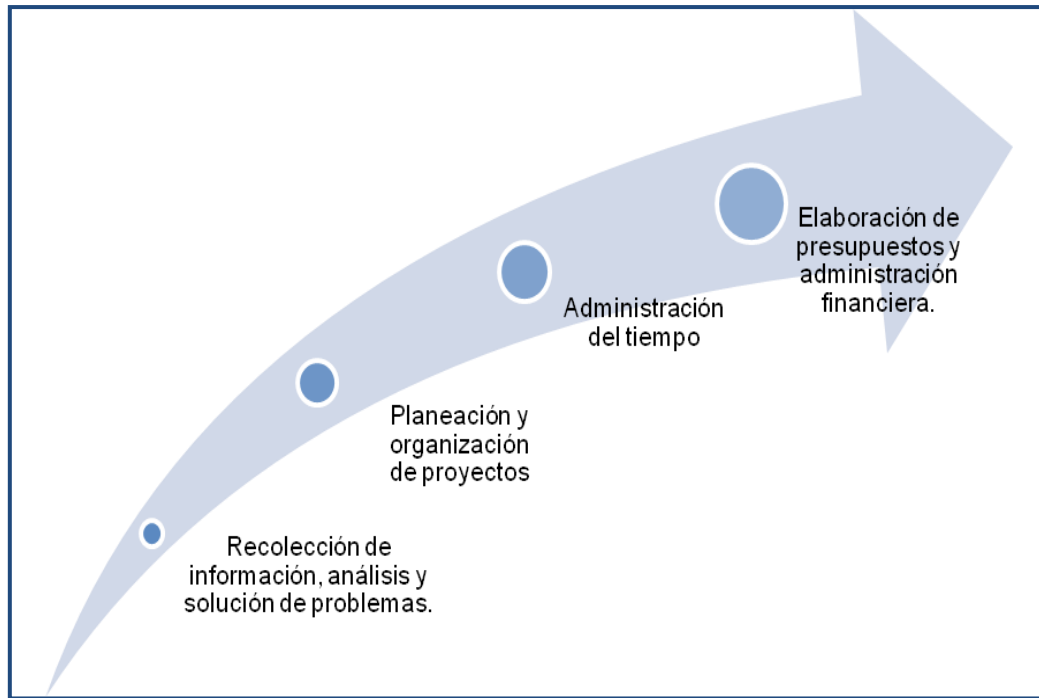 Recolección de
información, análisis y
solución de problemas.
Planeación y
organización
de proyectos
Administración
del tiempo
Elaboración de
presupuestos y
administración
financiera.